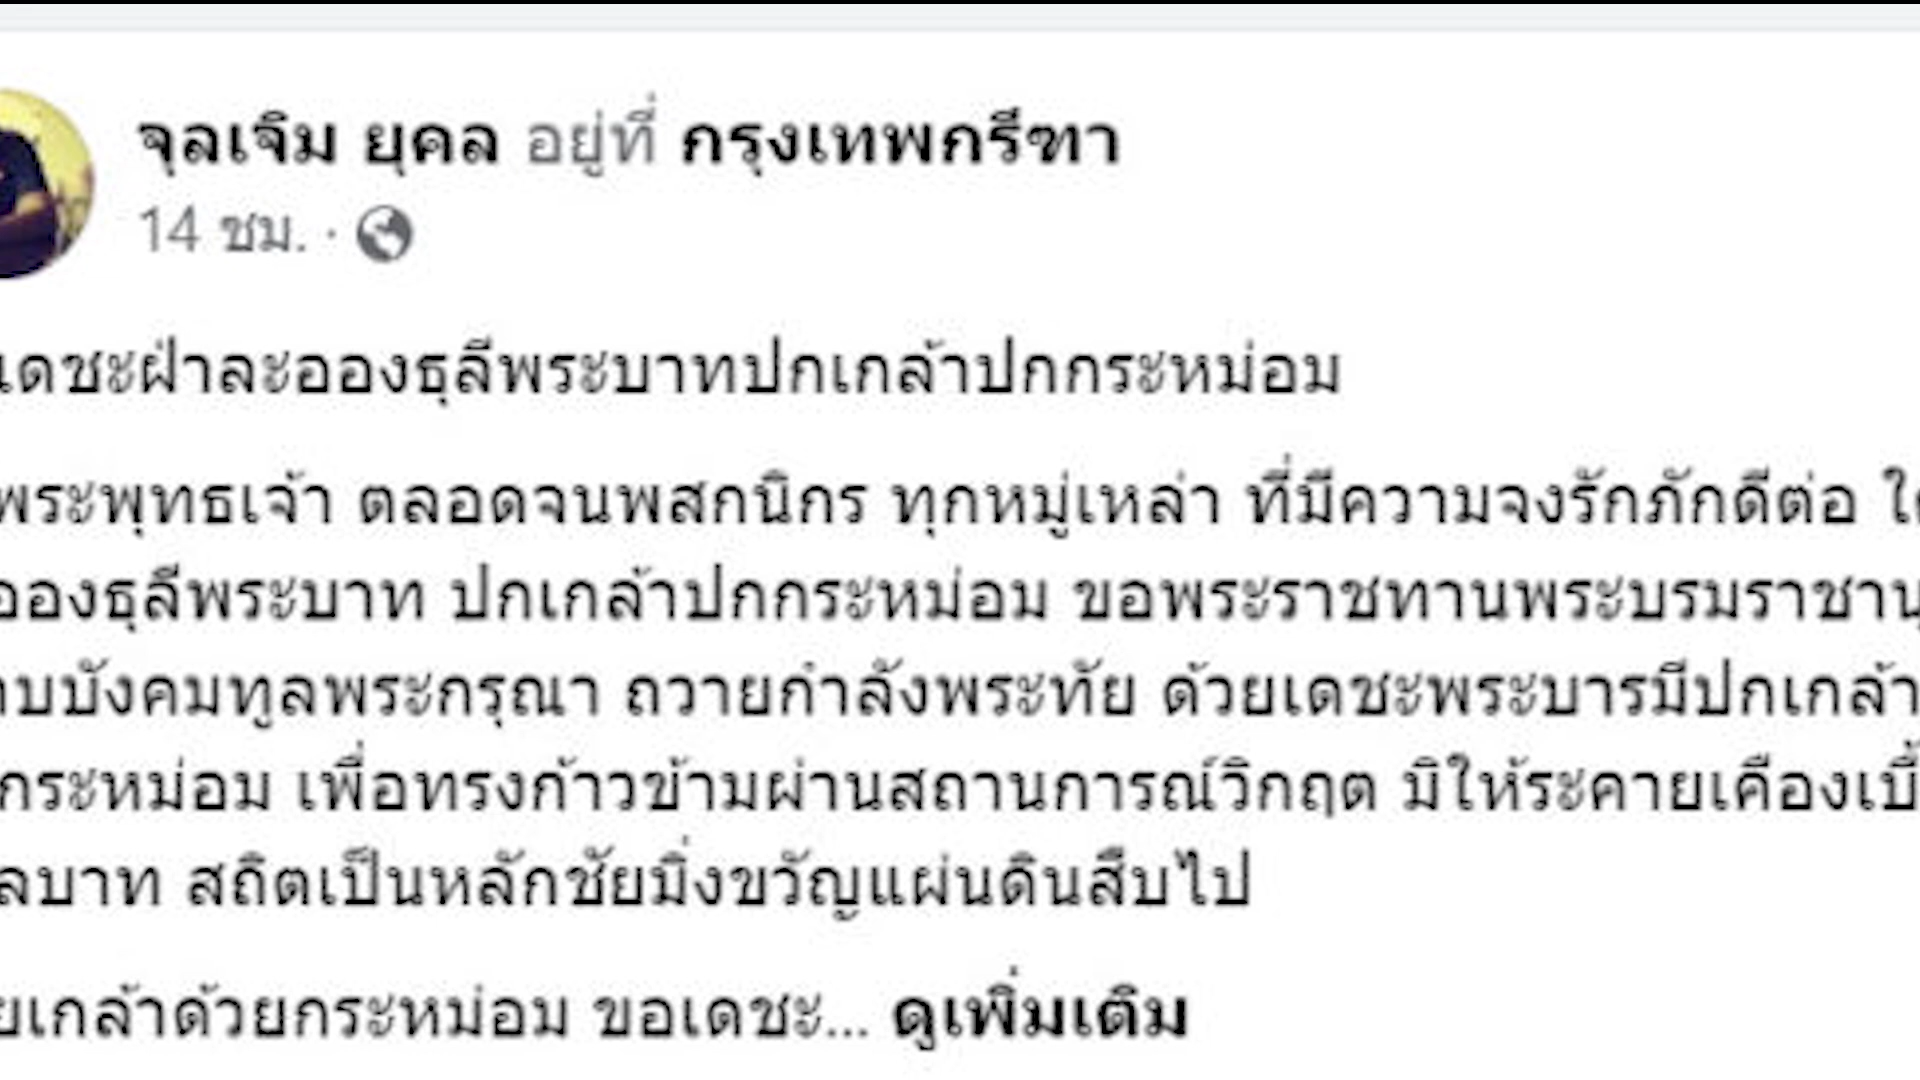 จุลเจิม ยุคล อยู่ที่ กรุงเทพกรีฑา
14 ชม. ·
เดชะฝ่าละอองธุลีพระบาทปกเกล้าปกกระหม่อม
พระพุทธเจ้า ตลอดจนพสกนิกร ทุกหมู่เหล่า ที่มีความจงรักภักดีต่อ
อองธุลีพระบาท ปกเกล้าปกกระหม่อม ขอพระราชทานพระบรมราชานุ
าบบังคมทูลพระกรุณา ถวายกำลังพระทัย ด้วยเดชะพระบารมีปกเกล้า
กระหม่อม เพื่อทรงก้าวข้ามผ่านสถานการณ์วิกฤต มิให้ระคายเคืองเบื้
ลบาท สถิตเป็นหลักชัยมิ่งขวัญแผ่นดินสืบไป
ยเกล้าด้วยกระหม่อม ขอเดชะ... ดูเพิ่มเติม